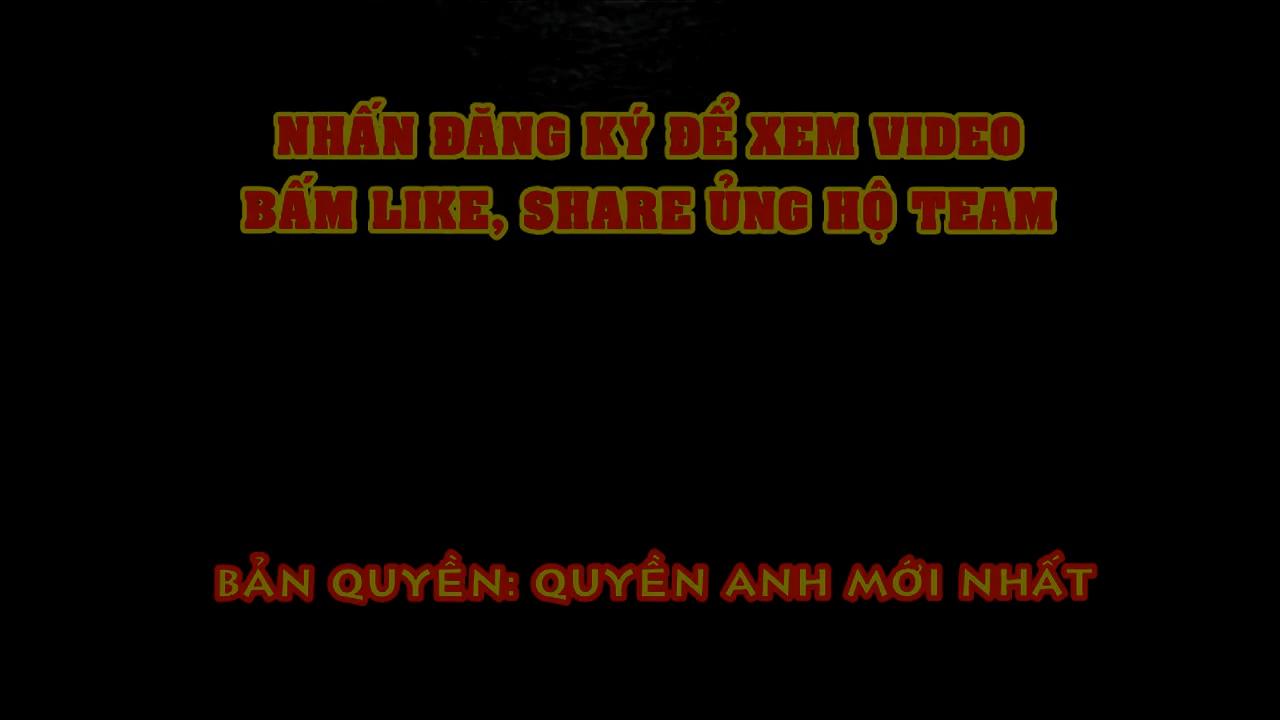 NHẤN ĐĂNG KÝ ĐỂ XEM VIDEO
BẤM LIKE, SHARE ỦNG HỘ TEAM
BẢN QUYỀN: QUYỀN ANH MỚI NHẤT